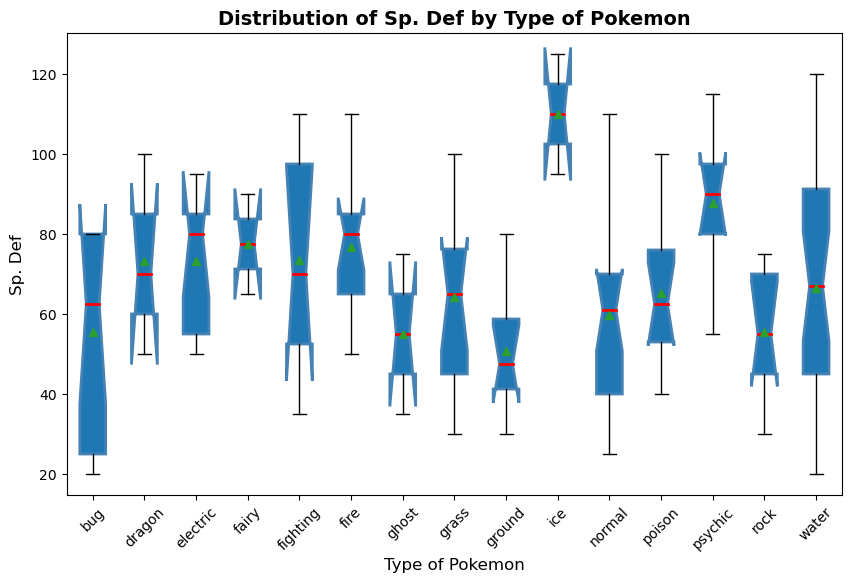 Distribution of Sp. Def by Type of Pokemon
Sp. Def
120
100
80
60
40
20
bug
dragon
electric
fairy
fighting
fire
ghost
grass
ground
ice
normal
poison
psychic
rock
water
Type of Pokemon